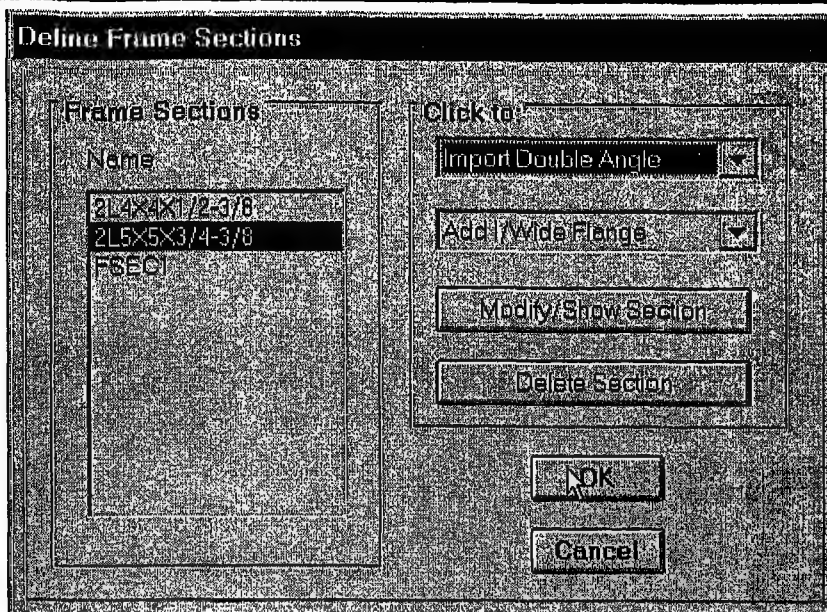 Define Frame Sections
Frame Sections
Name
2L4X4X1/2-3/8
2L5X5X3/4-3/8
FSEC1
Click to:
Import Double Angle
Add I/Wide Flange
Modify/Show Section
Delete Section
OK
Cancel